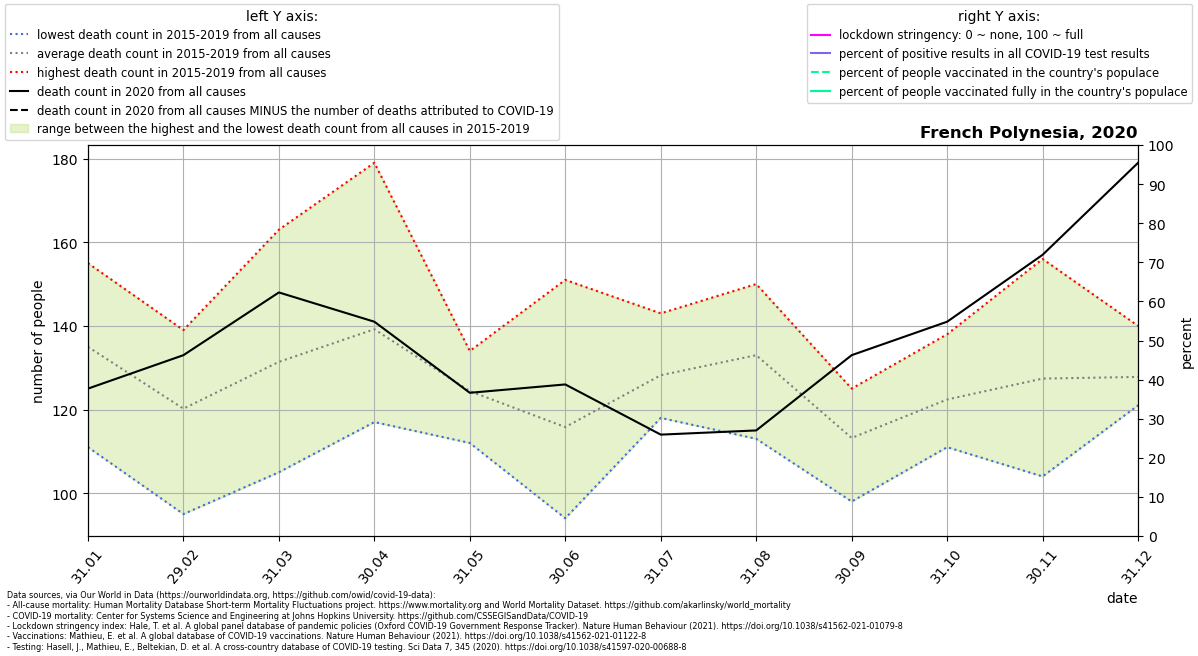 left Y axis:
lowest death count in 2015-2019 from all causes
average death count in 2015-2019 from all causes
highest death count in 2015-2019 from all causes
death count in 2020 from all causes
death count in 2020 from all causes MINUS the number of deaths attributed to COVID-19
range between the highest and the lowest death count from all causes in 2015-2019
right Y axis:
lockdown stringency: 0 ~ none, 100 ~ full
percent of positive results in all COVID-19 test results
percent of people vaccinated in the country's populace
percent of people vaccinated fully in the country's populace
French Polynesia, 2020
number of people
180
160
140
120
100
100
90
80
70
60
50
40
30
20
10
0
percent
31.01
29.02
31.03
30.04
31.05
30.06
31.07
31.08
30.09
31.10
30.11
31.12
date
Data sources, via Our World in Data (https://ourworldindata.org, https://github.com/owid/covid-19-data):
- All-cause mortality: Human Mortality Database Short-term Mortality Fluctuations project. https://www.mortality.org and World Mortality Dataset. https://github.com/akarlinsky/world_mortality
- COVID-19 mortality: Center for Systems Science and Engineering at Johns Hopkins University. https://github.com/CSSEGISandData/COVID-19
- Lockdown stringency index: Hale, T. et al. A global panel database of pandemic policies (Oxford COVID-19 Government Response Tracker). Nature Human Behaviour (2021). https://doi.org/10.1038/s41562-021-01079-8
- Vaccinations: Mathieu, E. et al. A global database of COVID-19 vaccinations. Nature Human Behaviour (2021). https://doi.org/10.1038/s41562-021-01122-8
- Testing: Hasell, J., Mathieu, E., Beltekian, D. et al. A cross-country database of COVID-19 testing. Sci Data 7, 345 (2020). https://doi.org/10.1038/s41597-020-00688-8